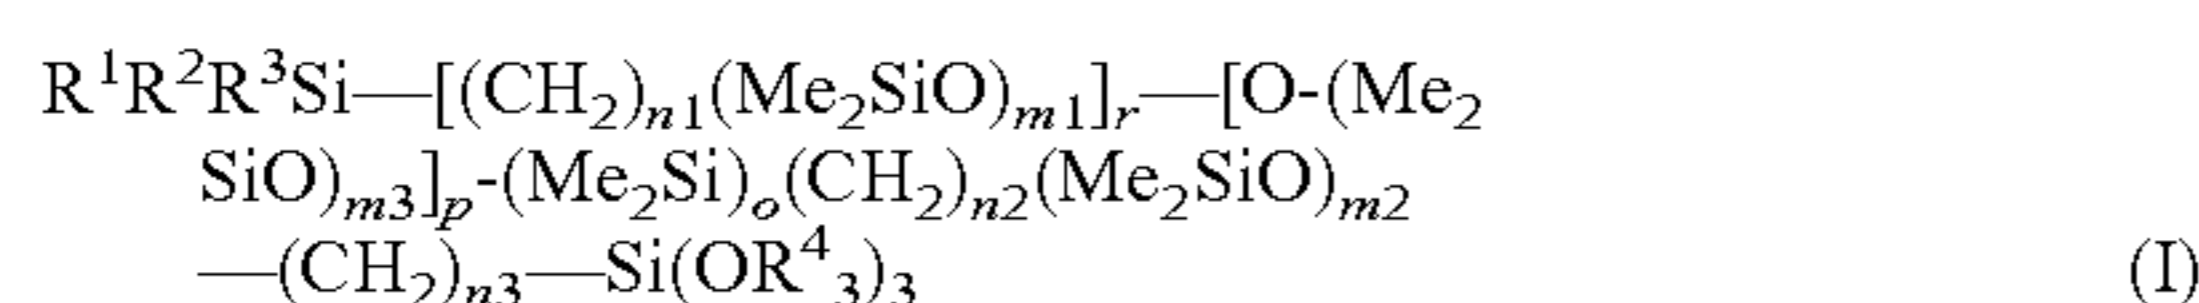 R¹R²R³Si—[(CH₂)ₙ₁(Me₂SiO)ₘ₁]ᵣ—[O-(Me₂
SiO)ₘ₃]ₚ-(Me₂Si)ₒ(CH₂)ₙ₂(Me₂SiO)ₘ₂
—(CH₂)ₙ₃—Si(OR⁴₃)₃ (I)